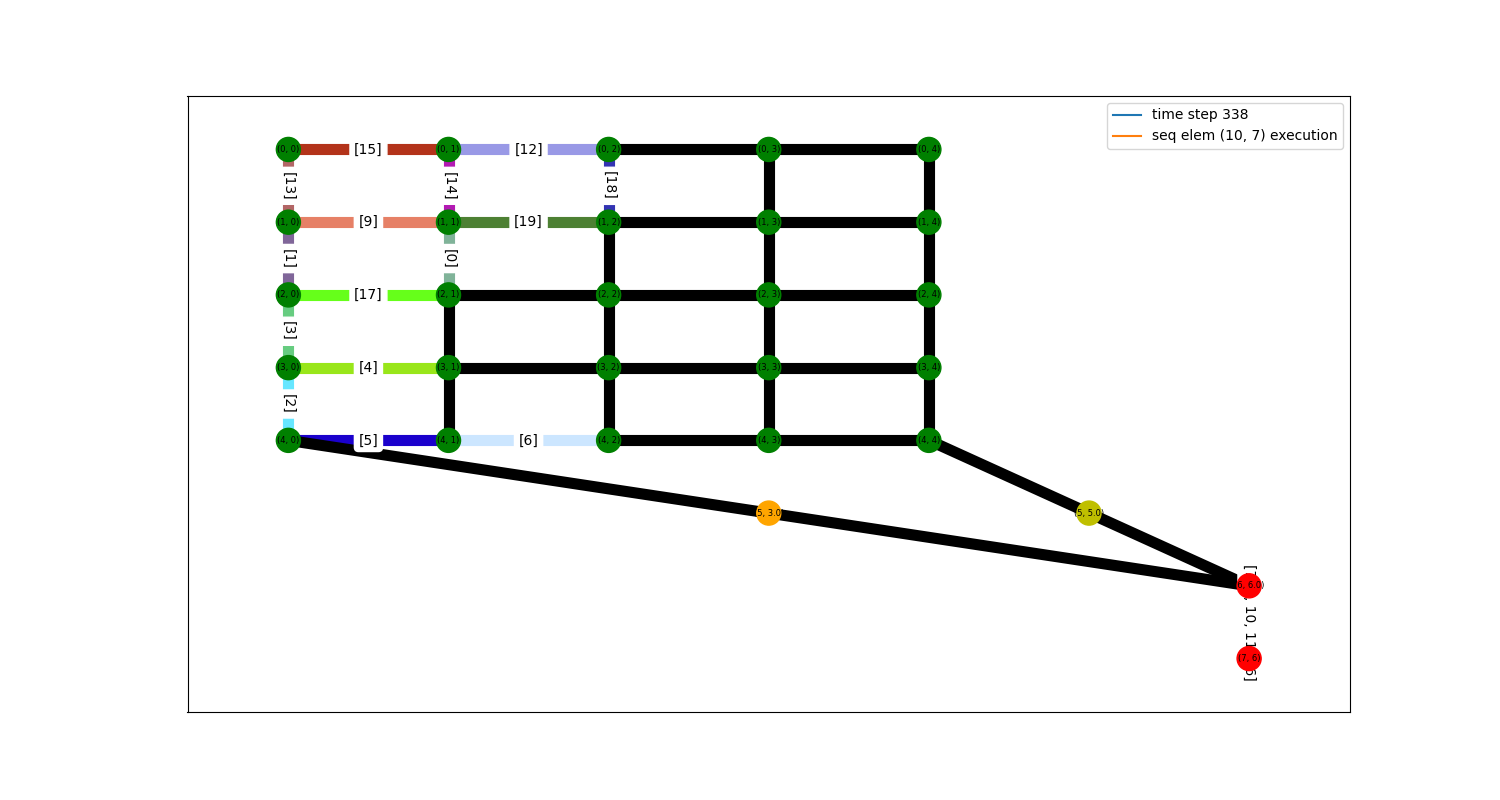 time step 338
seq elem (10, 7) execution
(0, 0) [15] (0, 1) [12] (0, 2) (0, 3) (0, 4)
[13] [14] [18]
(1, 0) [9] (1, 1) [19] (1, 2) (1, 3) (1, 4)
[1] [0]
(2, 0) [17] (2, 1) (2, 2) (2, 3) (2, 4)
[3]
(3, 0) [4] (3, 1) (3, 2) (3, 3) (3, 4)
[2]
(4, 0) [5] (4, 1) [6] (4, 2) (4, 3) (4, 4)
(5, 3.0) (5, 5.0)
(6, 6.0)
10, 11
(7, 6)